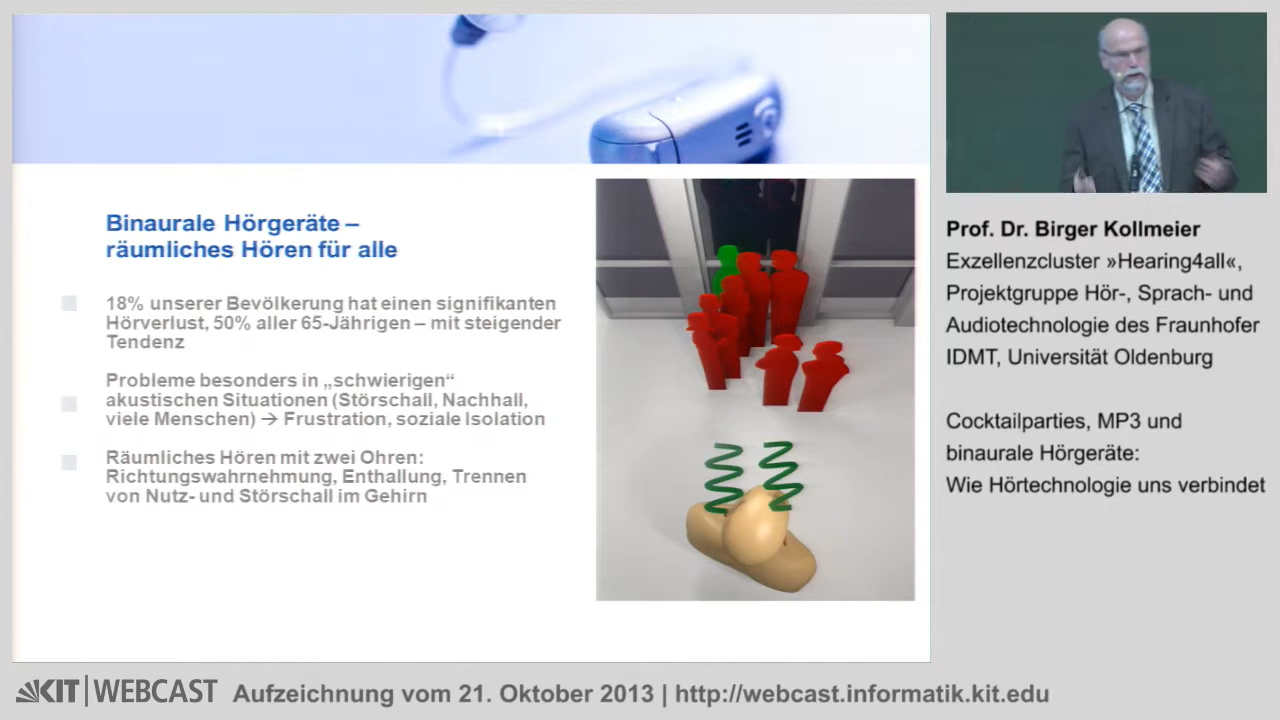 Binaurale Hörgeräte –
räumliches Hören für alle
18% unserer Bevölkerung hat einen signifikanten
Hörverlust, 50% aller 65-Jährigen – mit steigender
Tendenz
Probleme besonders in „schwierigen“
akustischen Situationen (Störschall, Nachhall,
viele Menschen) → Frustration, soziale Isolation
Räumliches Hören mit zwei Ohren:
Richtungswahrnehmung, Enthallung, Trennen
von Nutz- und Störschall im Gehirn
Prof. Dr. Birger Kollmeier
Exzellenzcluster »Hearing4all«,
Projektgruppe Hör-, Sprach- und
Audiotechnologie des Fraunhofer
IDMT, Universität Oldenburg
Cocktailparties, MP3 und
binaurale Hörgeräte:
Wie Hörtechnologie uns verbindet
KIT | WEBCAST Aufzeichnung vom 21. Oktober 2013 | http://webcast.informatik.kit.edu